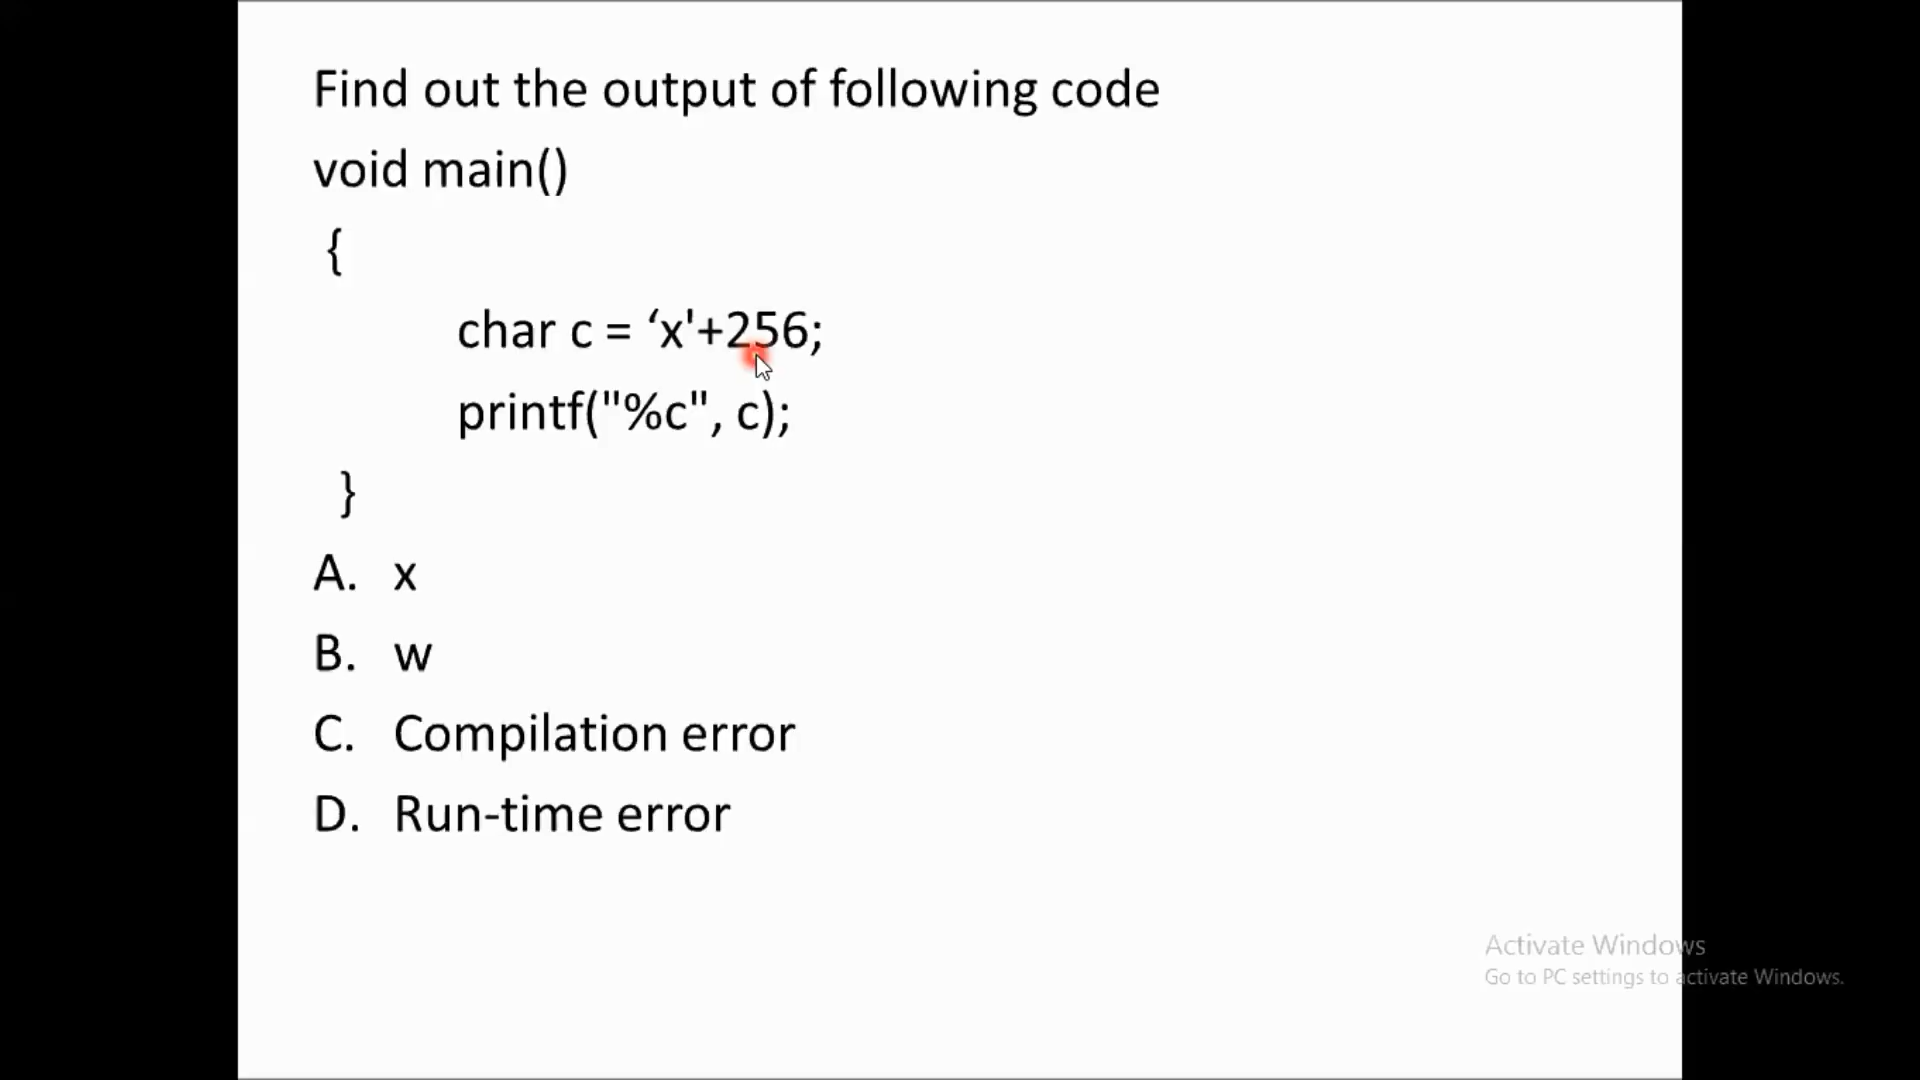 Find out the output of following code
void main()
{
char c = ‘x'+256;
printf("%c", c);
}
A. x
B. w
C. Compilation error
D. Run-time error
Activate Windows
Go to PC settings to activate Windows.